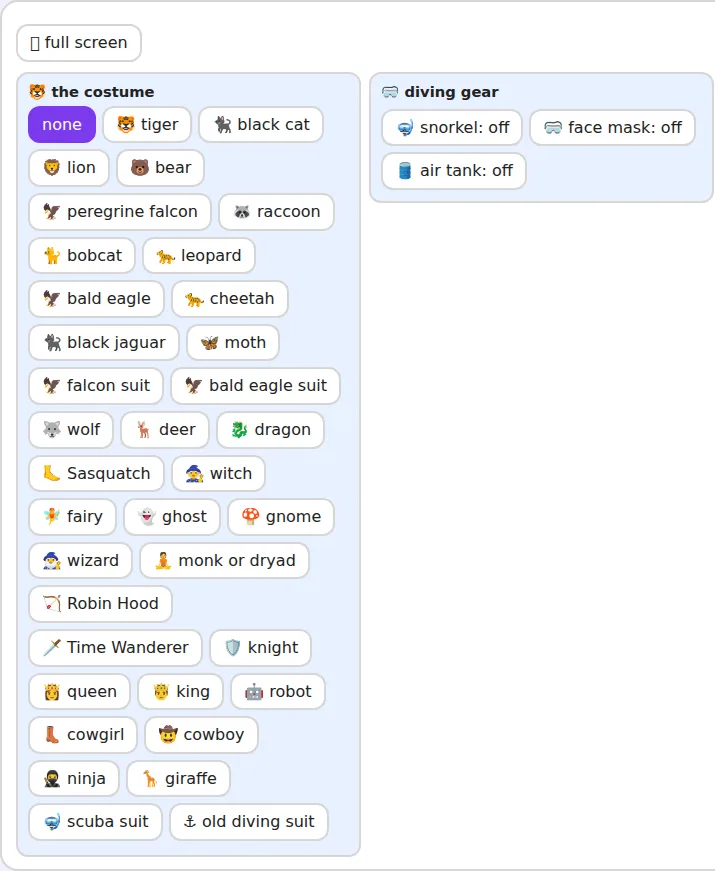 full screen
the costume
none tiger black cat
lion bear
peregrine falcon raccoon
bobcat leopard
bald eagle cheetah
black jaguar moth
falcon suit bald eagle suit
wolf deer dragon
Sasquatch witch
fairy ghost gnome
wizard monk or dryad
Robin Hood
Time Wanderer knight
queen king robot
cowgirl cowboy
ninja giraffe
scuba suit old diving suit
diving gear
snorkel: off face mask: off
air tank: off